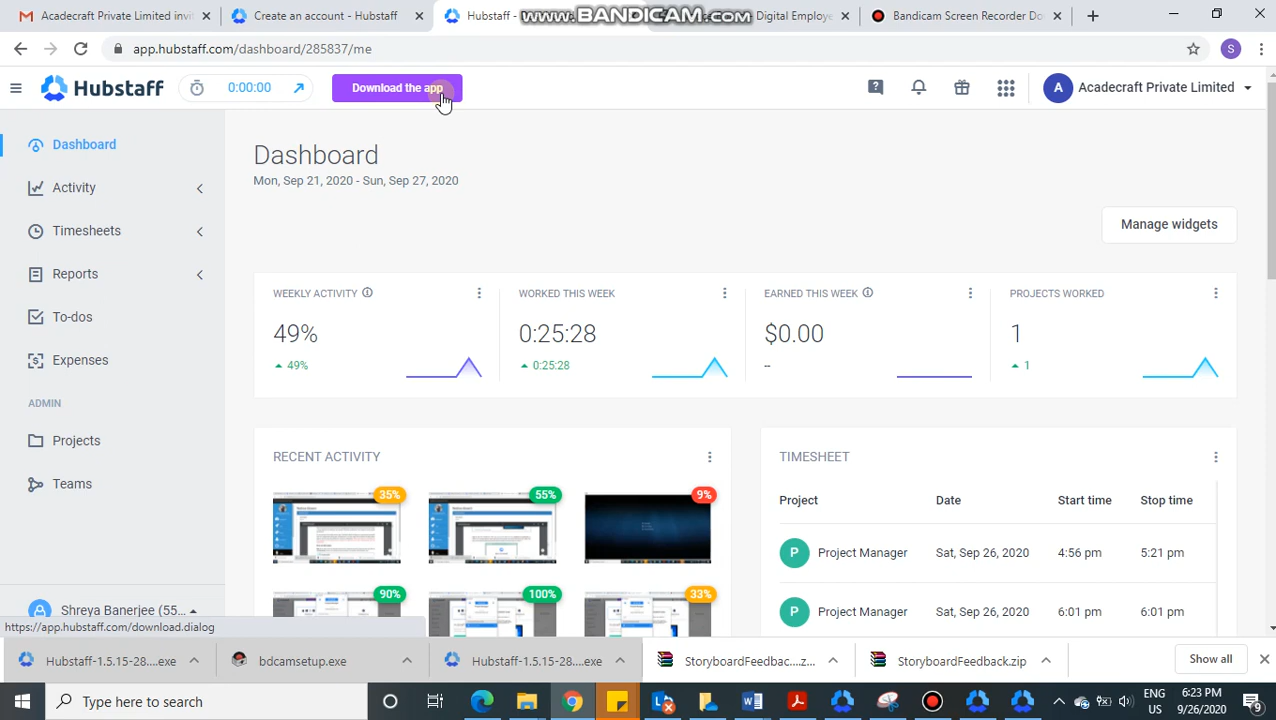 Acadecraft Private Limited invi
Create an account - Hubstaff
Hubstaff -
www.BANDICAM.com
Digital Employe
Bandicam Screen Recorder Do
app.hubstaff.com/dashboard/285837/me
S
Hubstaff
0:00:00
Download the app
A
Acadecraft Private Limited
Dashboard
Activity
Timesheets
Reports
To-dos
Expenses
ADMIN
Projects
Teams
Shreya Banerjee (55...
https://app.hubstaff.com/download.dialog
Dashboard
Mon, Sep 21, 2020 - Sun, Sep 27, 2020
Manage widgets
WEEKLY ACTIVITY
49%
49%
WORKED THIS WEEK
0:25:28
0:25:28
EARNED THIS WEEK
$0.00
--
PROJECTS WORKED
1
1
RECENT ACTIVITY
35%
55%
9%
90%
100%
33%
TIMESHEET
Project Date Start time Stop time
P Project Manager Sat, Sep 26, 2020 4:56 pm 5:21 pm
P Project Manager Sat, Sep 26, 2020 6:01 pm 6:01 pm
Hubstaff-1.5.15-28....exe
bdcamsetup.exe
Hubstaff-1.5.15-28....exe
StoryboardFeedbac....z...
StoryboardFeedback.zip
Show all
Type here to search
ENG
US
6:23 PM
9/26/2020
9